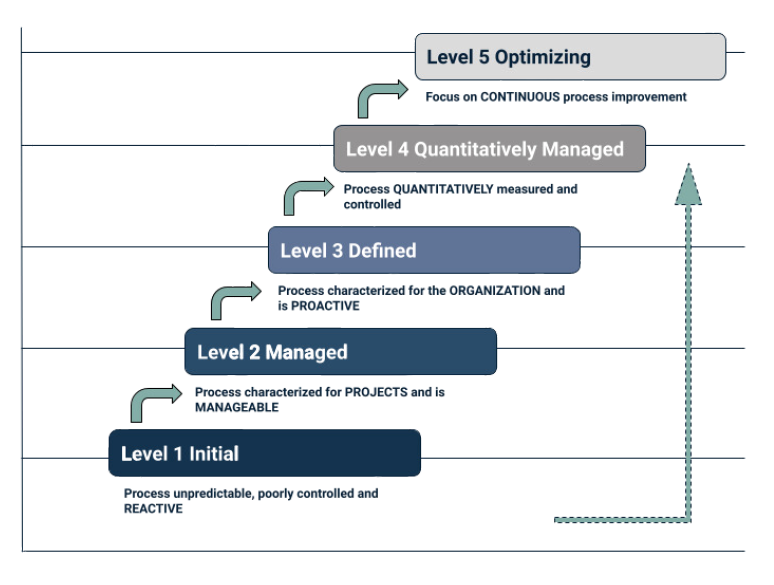 Level 5 Optimizing
Focus on CONTINUOUS process improvement
Level 4 Quantitatively Managed
Process QUANTITATIVELY measured and
controlled
Level 3 Defined
Process characterized for the ORGANIZATION and
is PROACTIVE
Level 2 Managed
Process characterized for PROJECTS and is
MANAGEABLE
Level 1 Initial
Process unpredictable, poorly controlled and
REACTIVE